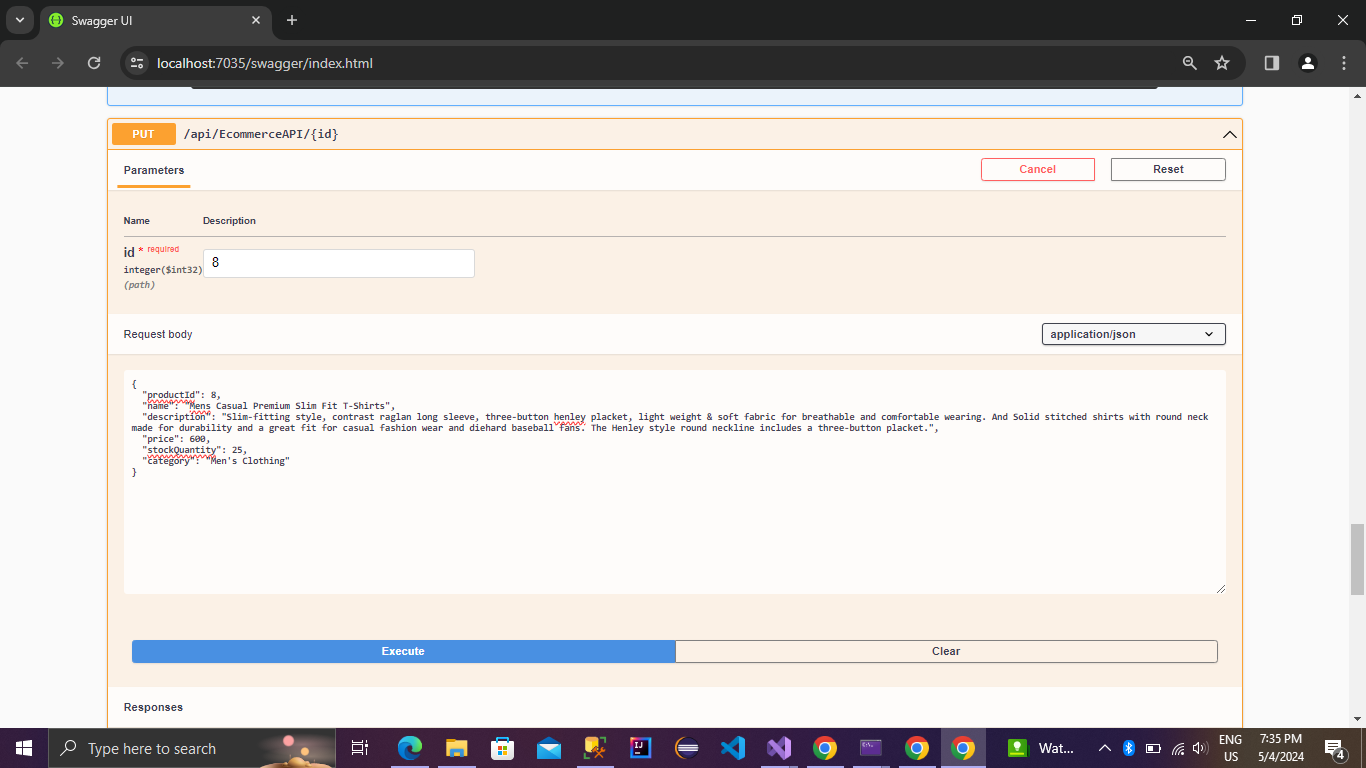 Swagger UI
localhost:7035/swagger/index.html
PUT /api/EcommerceAPI/{id}
Parameters
Cancel
Reset
Name Description
id * required
integer($int32)
(path)
8
Request body
application/json
{
"productId": 8,
"name": "Mens Casual Premium Slim Fit T-Shirts",
"description": "Slim-fitting style, contrast raglan long sleeve, three-button henley placket, light weight & soft fabric for breathable and comfortable wearing. And Solid stitched shirts with round neck
made for durability and a great fit for casual fashion wear and diehard baseball fans. The Henley style round neckline includes a three-button placket.",
"price": 600,
"stockQuantity": 25,
"category": "Men's Clothing"
}
Execute
Clear
Responses
Type here to search
Wat...
ENG
US
7:35 PM
5/4/2024
4